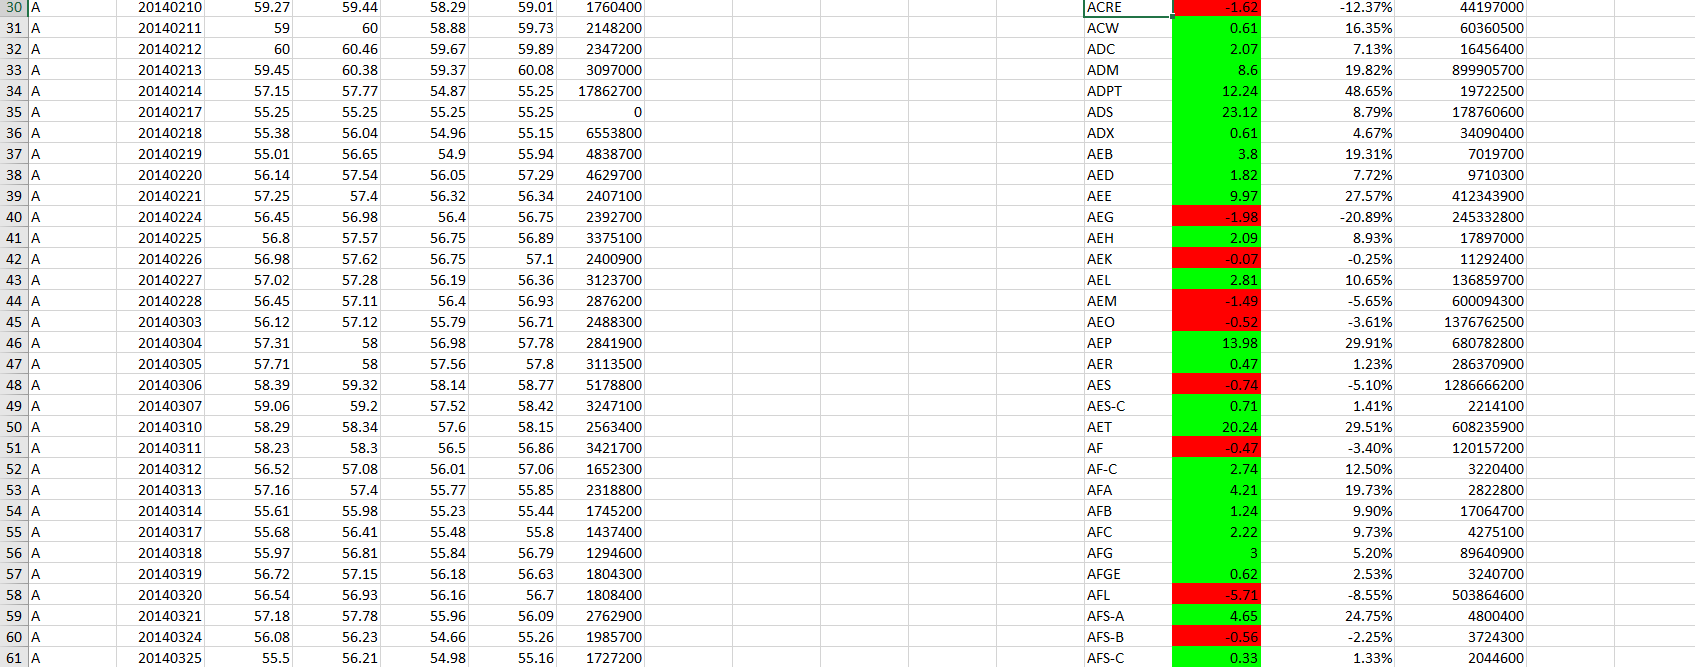 30 A 20140210 59.27 59.44 58.29 59.01 1760400 ACRE -1.62 -12.37% 44197000
31 A 20140211 59 60 58.88 59.73 2148200 ACW 0.61 16.35% 60360500
32 A 20140212 60 60.46 59.67 59.89 2347200 ADC 2.07 7.13% 16456400
33 A 20140213 59.45 60.38 59.37 60.08 3097000 ADM 8.6 19.82% 899905700
34 A 20140214 57.15 57.77 54.87 55.25 17862700 ADPT 12.24 48.65% 19722500
35 A 20140217 55.25 55.25 55.25 55.25 0 ADS 23.12 8.79% 178760600
36 A 20140218 55.38 56.04 54.96 55.15 6553800 ADX 0.61 4.67% 34090400
37 A 20140219 55.01 56.65 54.9 55.94 4838700 AEB 3.8 19.31% 7019700
38 A 20140220 56.14 57.54 56.05 57.29 4629700 AED 1.82 7.72% 9710300
39 A 20140221 57.25 57.4 56.32 56.34 2407100 AEE 9.97 27.57% 412343900
40 A 20140224 56.45 56.98 56.4 56.75 2392700 AEG -1.98 -20.89% 245332800
41 A 20140225 56.8 57.57 56.75 56.89 3375100 AEH 2.09 8.93% 17897000
42 A 20140226 56.98 57.62 56.75 57.1 2400900 AEK -0.07 -0.25% 11292400
43 A 20140227 57.02 57.28 56.19 56.36 3123700 AEL 2.81 10.65% 136859700
44 A 20140228 56.45 57.11 56.4 56.93 2876200 AEM -1.49 -5.65% 600094300
45 A 20140303 56.12 57.12 55.79 56.71 2488300 AEO -0.52 -3.61% 1376762500
46 A 20140304 57.31 58 56.98 57.78 2841900 AEP 13.98 29.91% 680782800
47 A 20140305 57.71 58 57.56 57.8 3113500 AER 0.47 1.23% 286370900
48 A 20140306 58.39 59.32 58.14 58.77 5178800 AES -0.74 -5.10% 1286666200
49 A 20140307 59.06 59.2 57.52 58.42 3247100 AES-C 0.71 1.41% 2214100
50 A 20140310 58.29 58.34 57.6 58.15 2563400 AET 20.24 29.51% 608235900
51 A 20140311 58.23 58.3 56.5 56.86 3421700 AF -0.47 -3.40% 120157200
52 A 20140312 56.52 57.08 56.01 57.06 1652300 AF-C 2.74 12.50% 3220400
53 A 20140313 57.16 57.4 55.77 55.85 2318800 AFA 4.21 19.73% 2822800
54 A 20140314 55.61 55.98 55.23 55.44 1745200 AFB 1.24 9.90% 17064700
55 A 20140317 55.68 56.41 55.48 55.8 1437400 AFC 2.22 9.73% 4275100
56 A 20140318 55.97 56.81 55.84 56.79 1294600 AFG 3 5.20% 89640900
57 A 20140319 56.72 57.15 56.18 56.63 1804300 AFGE 0.62 2.53% 3240700
58 A 20140320 56.54 56.93 56.16 56.7 1808400 AFL -5.71 -8.55% 503864600
59 A 20140321 57.18 57.78 55.96 56.09 2762900 AFS-A 4.65 24.75% 4800400
60 A 20140324 56.08 56.23 54.66 55.26 1985700 AFS-B -0.56 -2.25% 3724300
61 A 20140325 55.5 56.21 54.98 55.16 1727200 AFS-C 0.33 1.33% 2044600